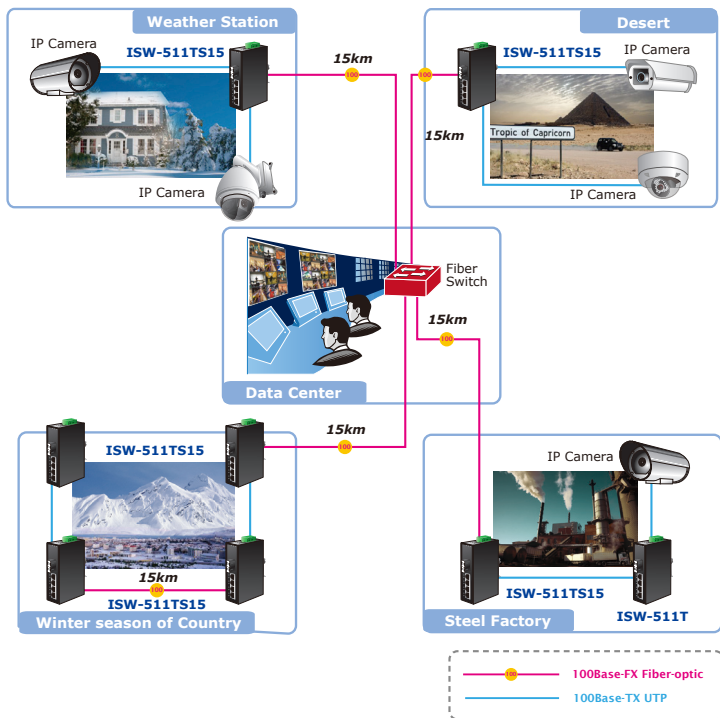 Weather Station
IP Camera
ISW-511TS15
15km
100
IP Camera
Desert
ISW-511TS15
IP Camera
100
15km
Tropic of Capricorn
IP Camera
Fiber
Switch
15km
100
Data Center
15km
100
ISW-511TS15
15km
100
ISW-511TS15
Winter season of Country
IP Camera
ISW-511TS15
ISW-511T
Steel Factory
100
100Base-FX Fiber-optic
100Base-TX UTP